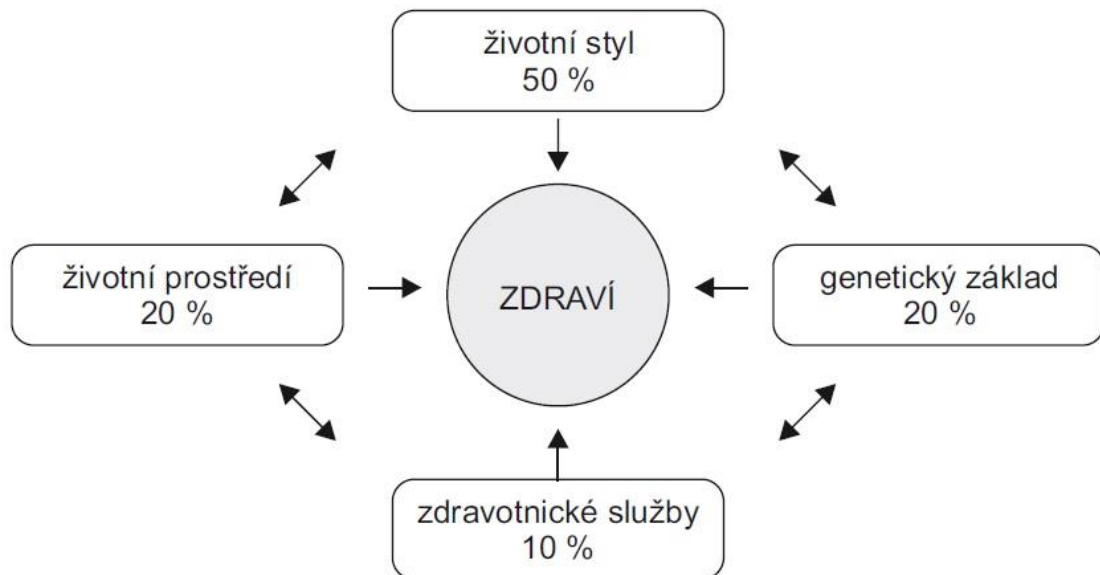 životní styl
50 %
životní prostředí
20 %
ZDRAVÍ
genetický základ
20 %
zdravotnické služby
10 %